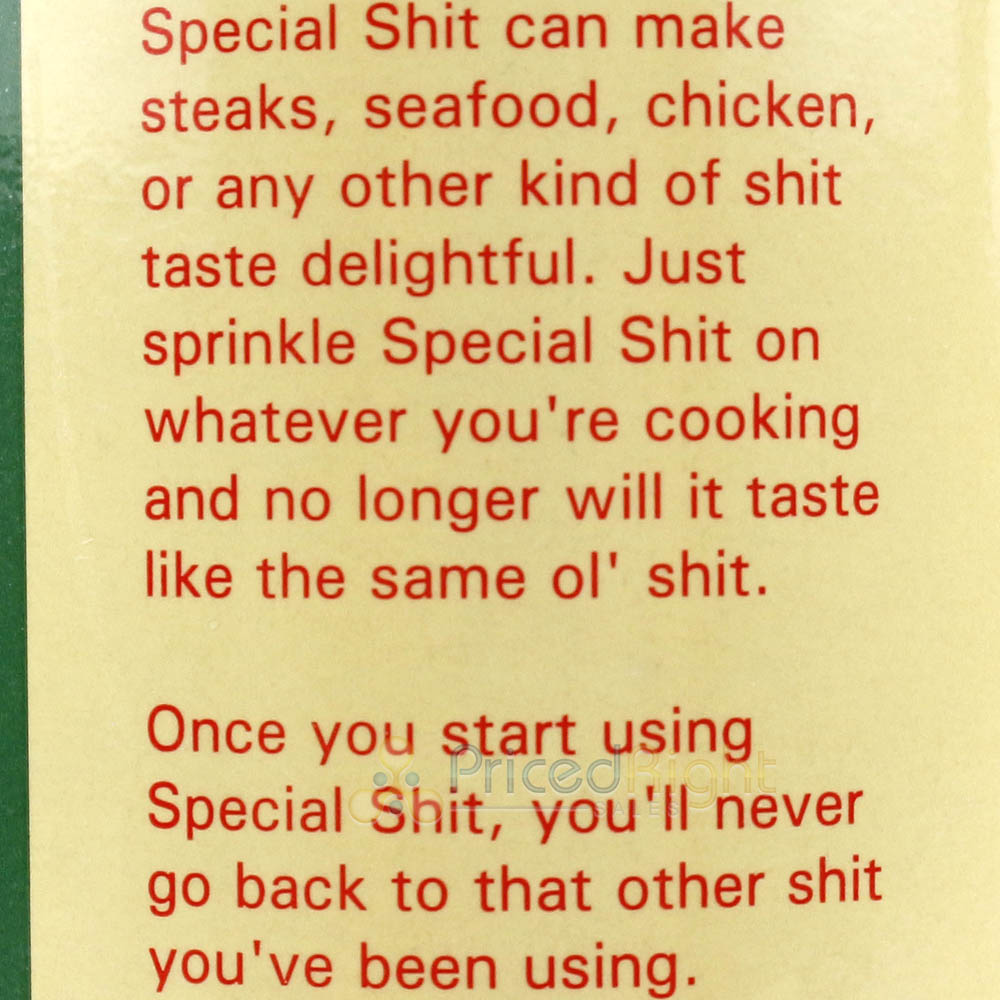 Special Shit can make
steaks, seafood, chicken,
or any other kind of shit
taste delightful. Just
sprinkle Special Shit on
whatever you're cooking
and no longer will it taste
like the same ol' shit.
Once you start using
PricedRight
SALES
Special Shit, you'll never
go back to that other shit
you've been using.